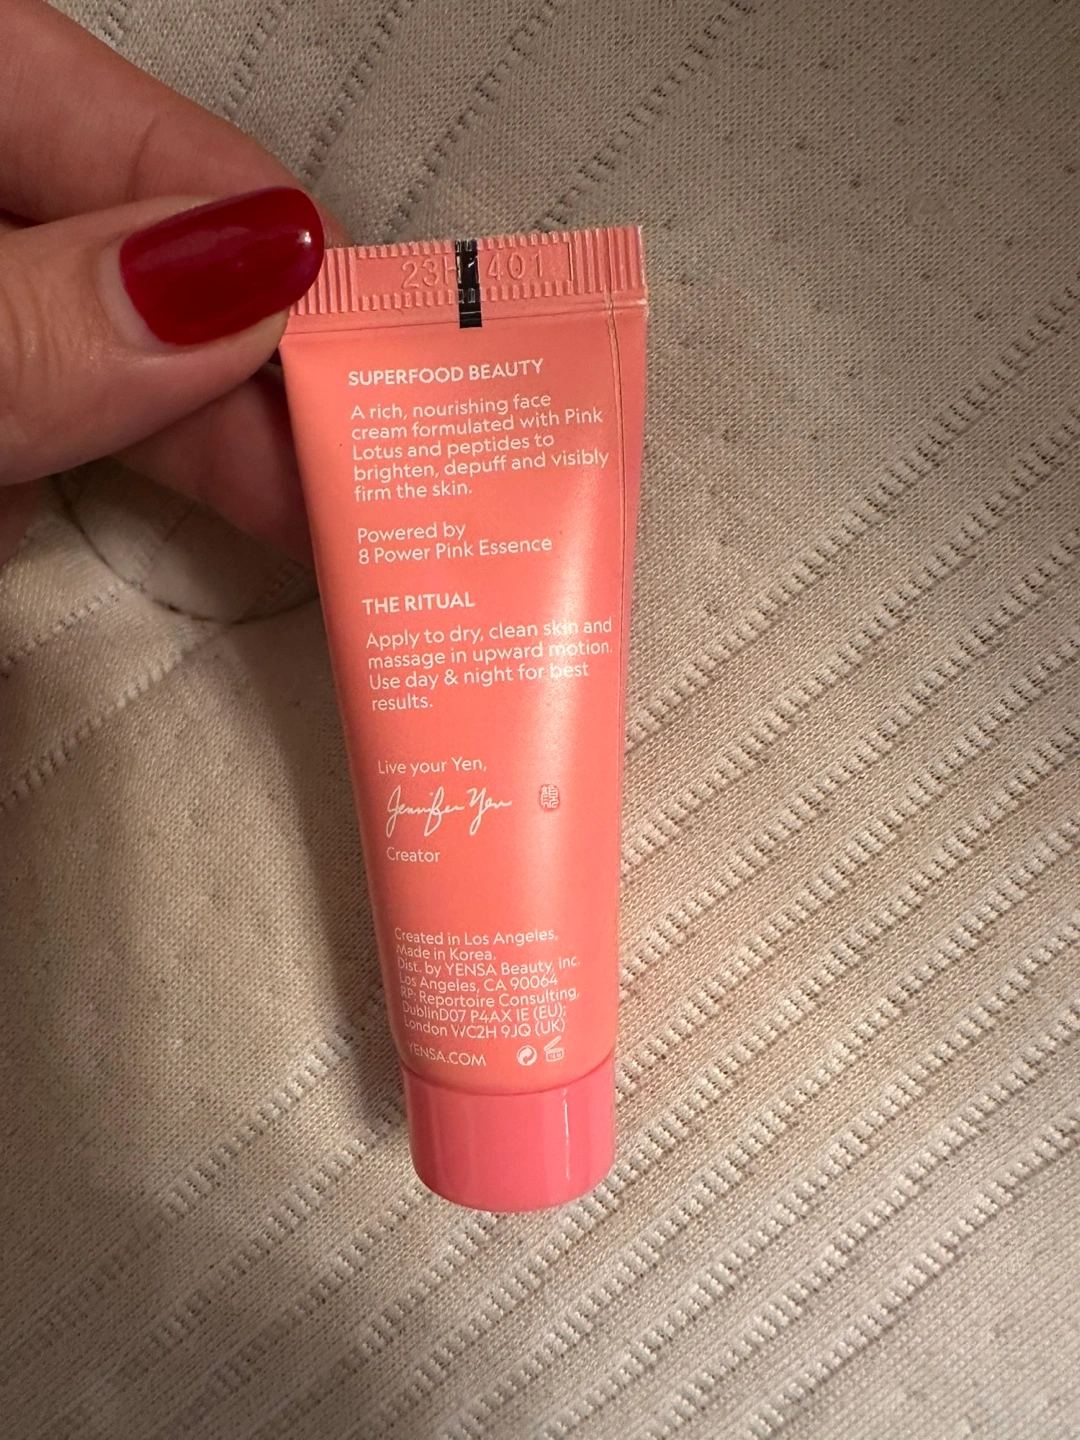 23H1401
SUPERFOOD BEAUTY
A rich, nourishing face
cream formulated with Pink
Lotus and peptides to
brighten, depuff and visibly
firm the skin.
Powered by
8 Power Pink Essence
THE RITUAL
Apply to dry, clean skin and
massage in upward motion.
Use day & night for best
results.
Live your Yen,
Jennifer Yen
Creator
Created in Los Angeles,
Made in Korea.
Dist. by YENSA Beauty, Inc.
Los Angeles, CA 90064
RP: Reportoire Consulting,
DublinD07 P4AX IE (EU);
London WC2H 9JQ (UK)
YENSA.COM